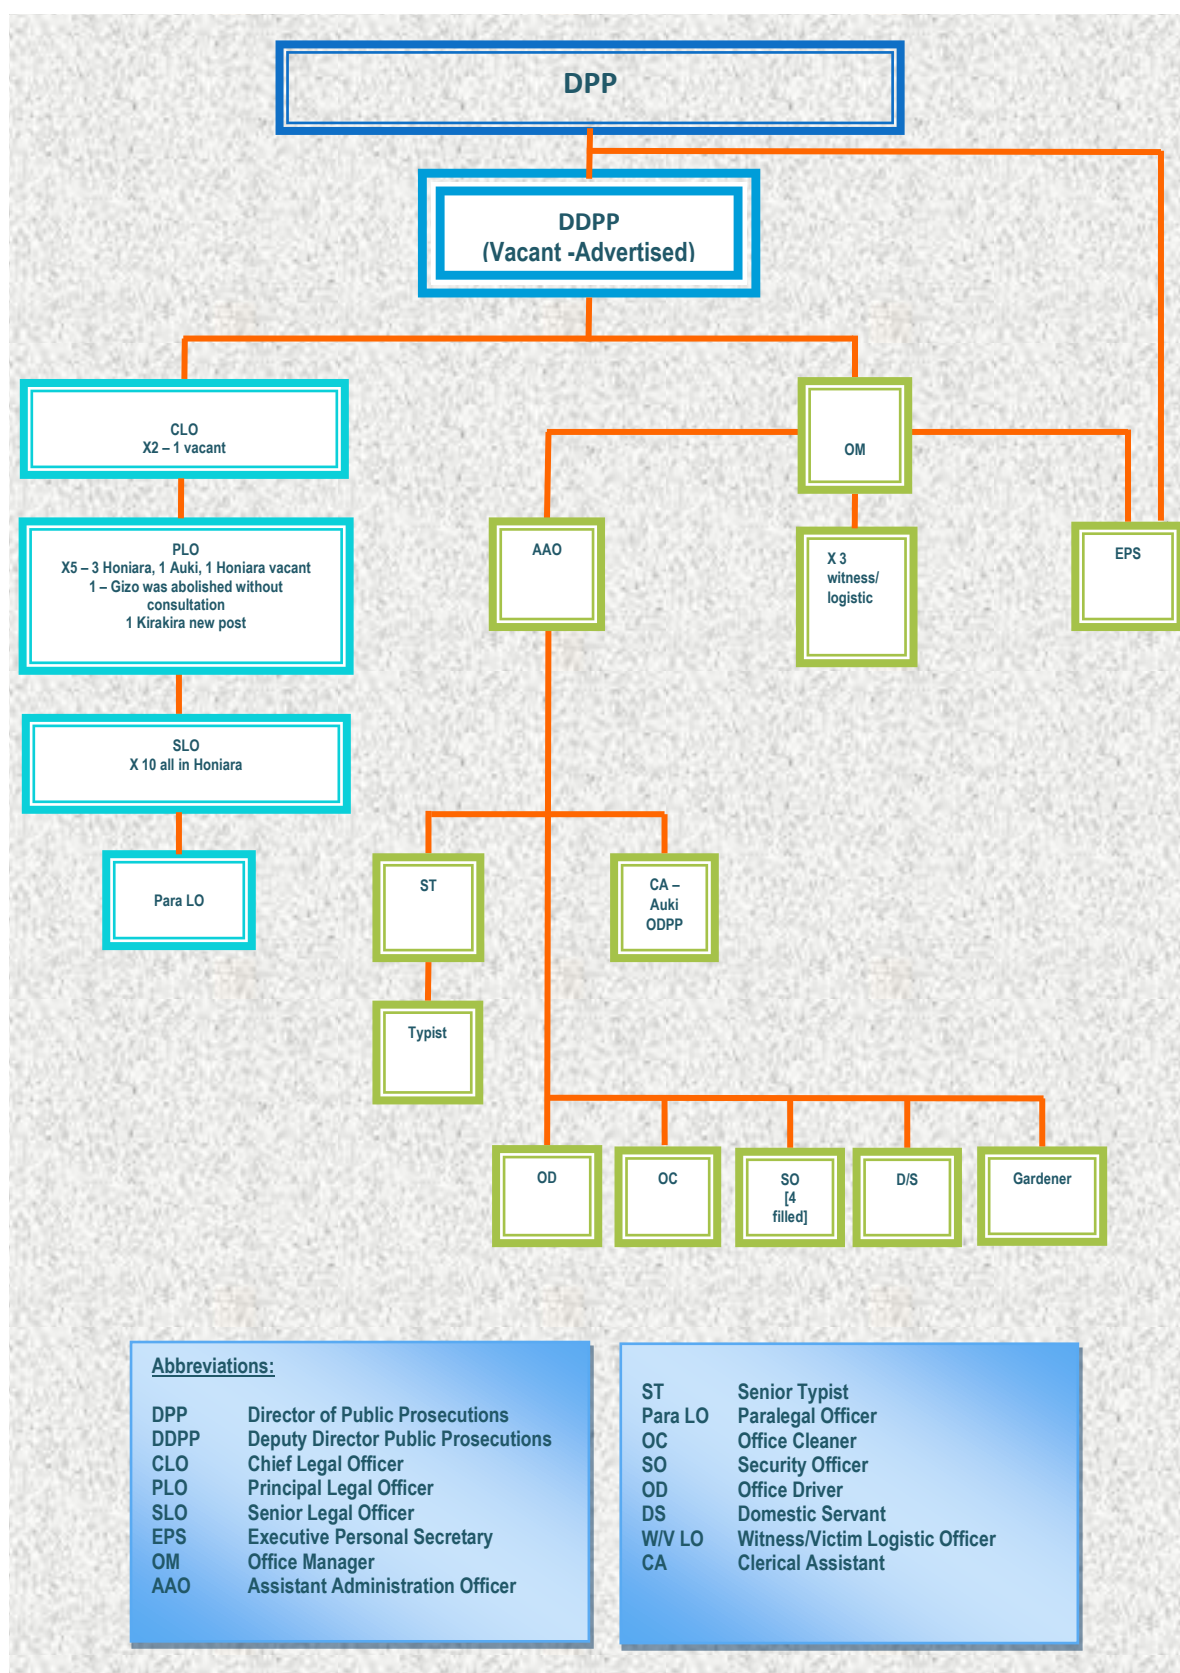 DPP
DDPP
(Vacant -Advertised)
CLO
X2 – 1 vacant
OM
PLO
X5 – 3 Honiara, 1 Auki, 1 Honiara vacant
1 – Gizo was abolished without
consultation
1 Kirakira new post
AAO
X 3
witness/
logistic
EPS
SLO
X 10 all in Honiara
Para LO
ST
CA –
Auki
ODPP
Typist
OD
OC
SO
[4
filled]
D/S
Gardener
Abbreviations:
DPP Director of Public Prosecutions
DDPP Deputy Director Public Prosecutions
CLO Chief Legal Officer
PLO Principal Legal Officer
SLO Senior Legal Officer
EPS Executive Personal Secretary
OM Office Manager
AAO Assistant Administration Officer
ST Senior Typist
Para LO Paralegal Officer
OC Office Cleaner
SO Security Officer
OD Office Driver
DS Domestic Servant
W/V LO Witness/Victim Logistic Officer
CA Clerical Assistant